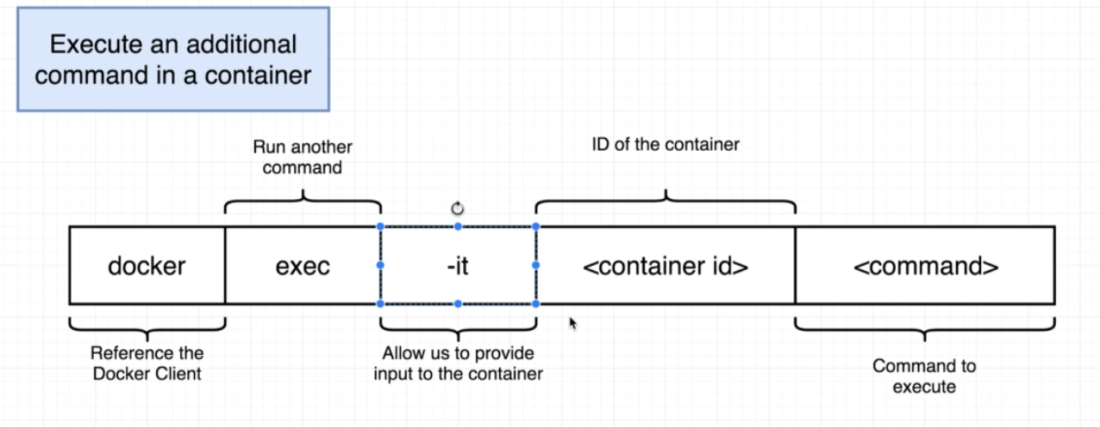 Execute an additional
command in a container
Run another
command
ID of the container
docker
exec
-it
<container id>
<command>
Reference the
Docker Client
Allow us to provide
input to the container
Command to
execute